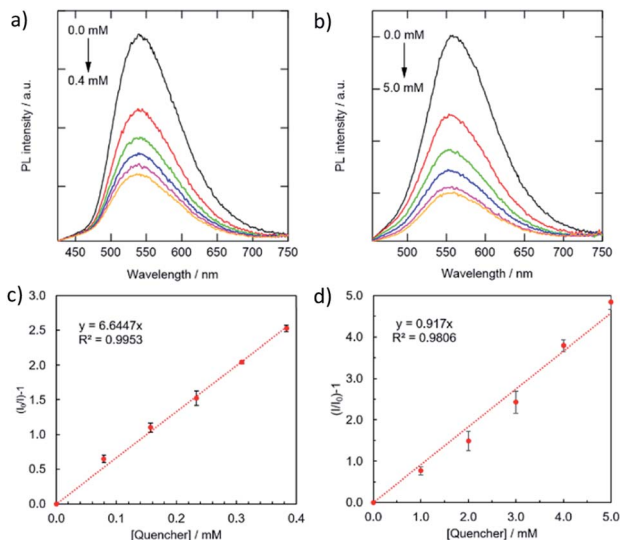 a)
0.0 mM
0.4 mM
PL intensity / a.u.
450 500 550 600 650 700 750
Wavelength / nm
b)
0.0 mM
5.0 mM
PL intensity / a.u.
500 550 600 650 700 750
Wavelength / nm
c)
y = 6.6447x
R² = 0.9953
(I₀/I)-1
3.0
2.5
2.0
1.5
1.0
0.5
0.0
0.0 0.1 0.2 0.3 0.4
[Quencher] / mM
d)
y = 0.917x
R² = 0.9806
(I/I₀)-1
5.0
4.0
3.0
2.0
1.0
0.0
0.0 1.0 2.0 3.0 4.0 5.0
[Quencher] / mM